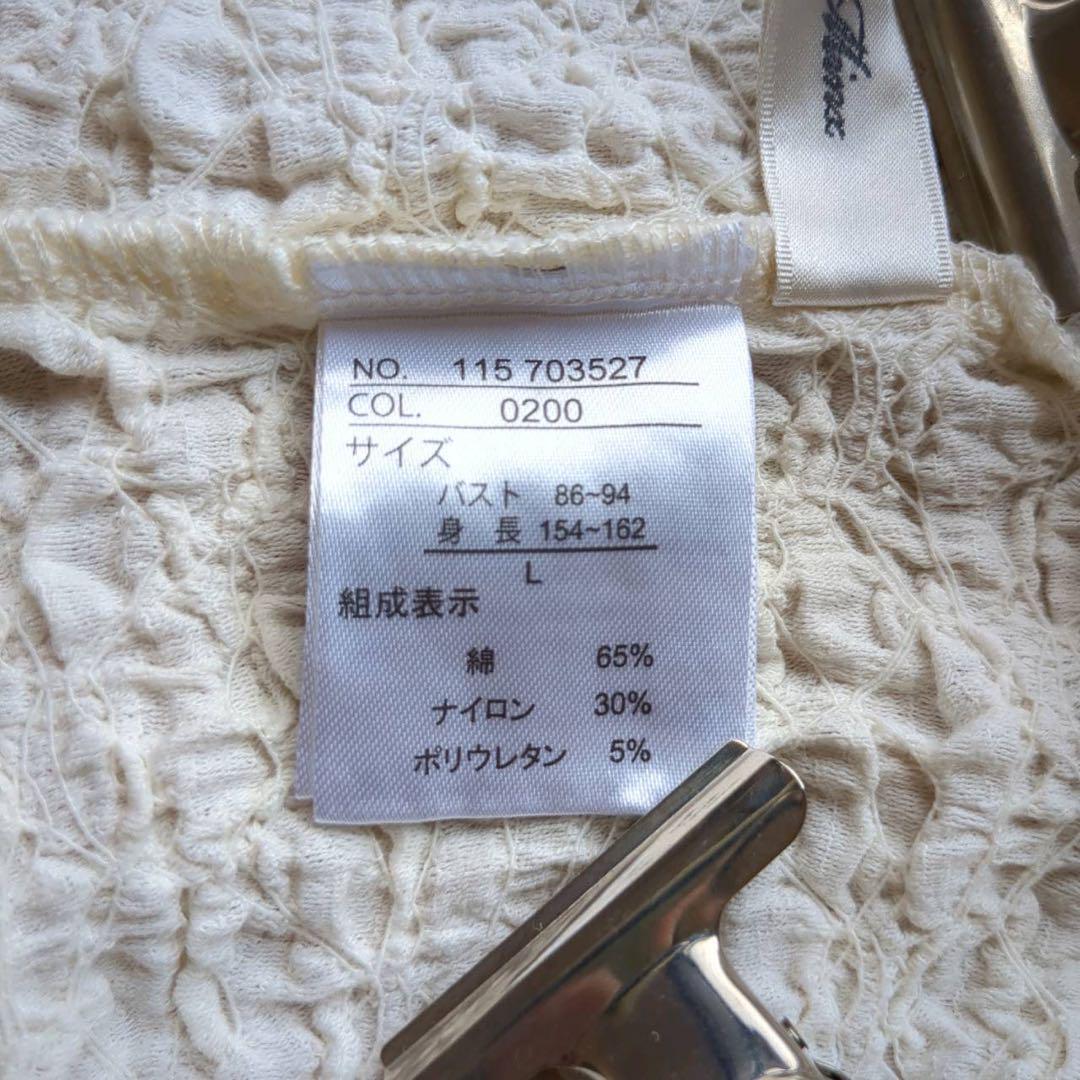 NO. 115 703527
COL. 0200
サイズ
バスト 86~94
身 長 154~162
L
組成表示
綿 65%
ナイロン 30%
ポリウレタン 5%